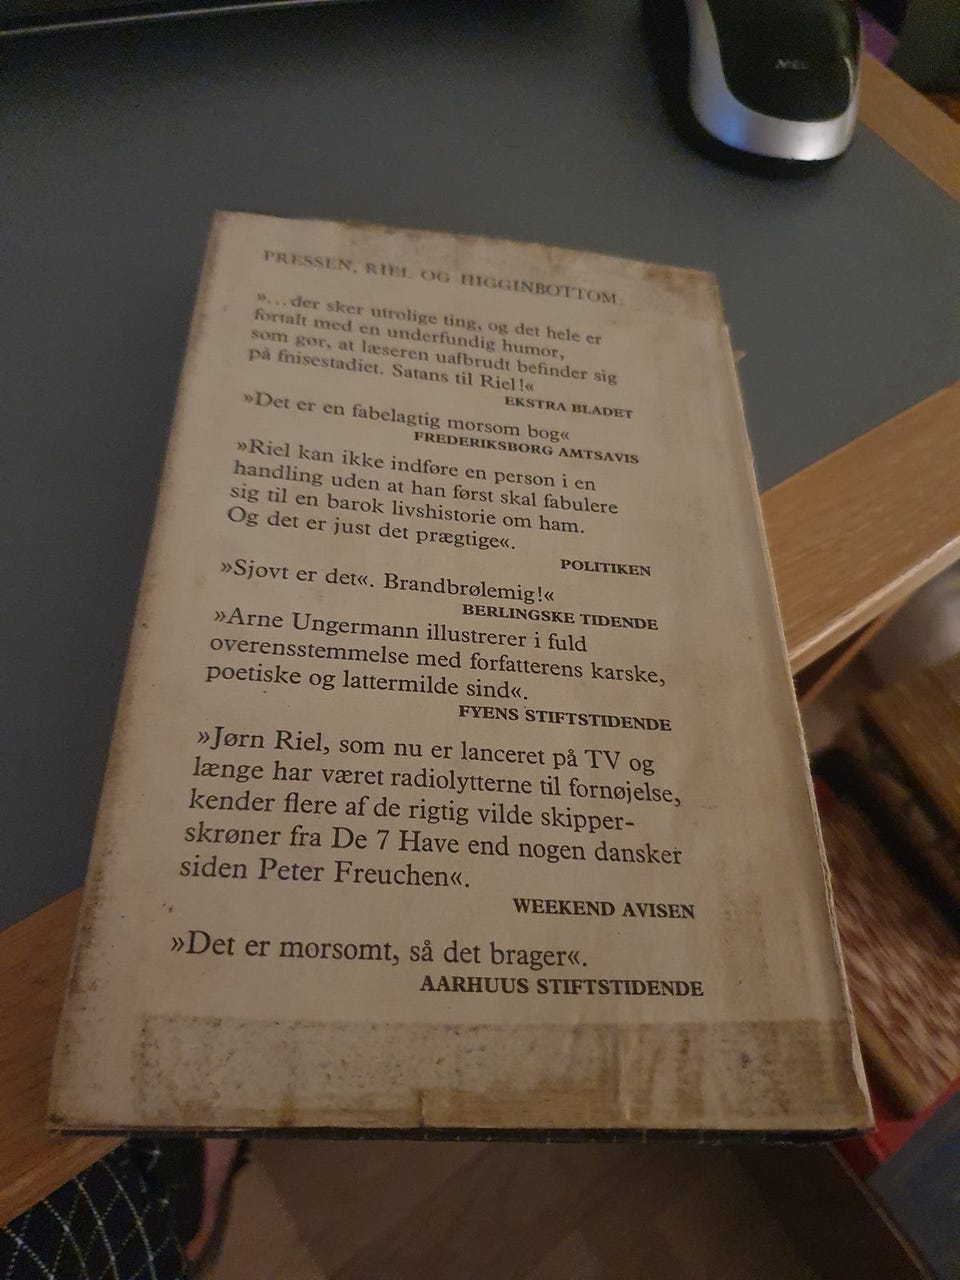 PRESSEN, RIEL OG HIGGINBOTTOM:
»...der sker utrolige ting, og det hele er
fortalt med en underfundig humor,
som gør, at læseren uafbrudt befinder sig
på fnisestadiet. Satans til Riel!«
EKSTRA BLADET
»Det er en fabelagtig morsom bog«
FREDERIKSBORG AMTSAVIS
»Riel kan ikke indføre en person i en
handling uden at han først skal fabulere
sig til en barok livshistorie om ham.
Og det er just det prægtige«.
POLITIKEN
»Sjovt er det«. Brandbrølemig!«
BERLINGSKE TIDENDE
»Arne Ungermann illustrerer i fuld
overensstemmelse med forfatterens karske,
poetiske og lattermilde sind«.
FYENS STIFTSTIDENDE
»Jørn Riel, som nu er lanceret på TV og
længe har været radiolytterne til fornøjelse,
kender flere af de rigtig vilde skipper-
skrøner fra De 7 Have end nogen dansker
siden Peter Freuchen«.
WEEKEND AVISEN
»Det er morsomt, så det brager«.
AARHUUS STIFTSTIDENDE